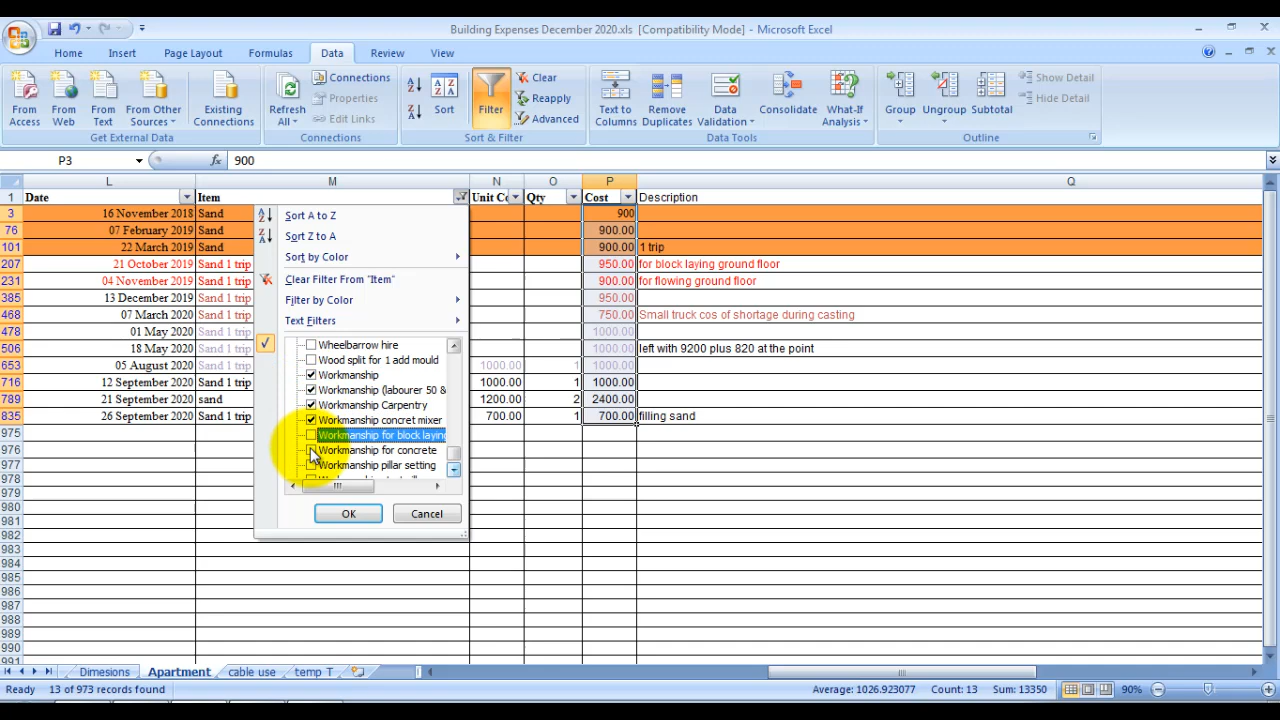 Building Expenses December 2020.xls [Compatibility Mode] - Microsoft Excel
Home Insert Page Layout Formulas Data Review View
From Access
From Web
From Text
From Other Sources
Existing Connections
Get External Data
Refresh All
Connections
Properties
Edit Links
Connections
Sort
Filter
Clear
Reapply
Advanced
Sort & Filter
Text to Columns
Remove Duplicates
Data Validation
Consolidate
What-If Analysis
Data Tools
Group
Ungroup
Subtotal
Show Detail
Hide Detail
Outline
P3 fx 900
L M N O P Q
1 Date Item Unit Co Qty Cost Description
3 16 November 2018 Sand 900
76 07 February 2019 Sand 900.00
101 22 March 2019 Sand 900.00 1 trip
207 21 October 2019 Sand 1 trip 950.00 for block laying ground floor
231 04 November 2019 Sand 1 trip 900.00 for flowing ground floor
385 13 December 2019 Sand 1 trip 950.00
468 07 March 2020 Sand 1 trip 750.00 Small truck cos of shortage during casting
478 01 May 2020 Sand 1 trip 1000.00
506 18 May 2020 Sand 1 trip 1000.00 left with 9200 plus 820 at the point
653 05 August 2020 Sand 1 trip 1000.00 1 1000.00
716 12 September 2020 Sand 1 trip 1000.00 1 1000.00
789 21 September 2020 sand 1200.00 2 2400.00
835 26 September 2020 Sand 1 trip 700.00 1 700.00 filling sand
975
976
977
978
979
980
981
982
983
984
985
986
987
988
989
990
991
Sort A to Z
Sort Z to A
Sort by Color
Clear Filter From "Item"
Filter by Color
Text Filters
Wheelbarrow hire
Wood split for 1 add mould
Workmanship
Workmanship (labourer 50 &
Workmanship Carpentry
Workmanship concret mixer
Workmanship for block laying
Workmanship for concrete
Workmanship pillar setting
OK Cancel
Dimesions Apartment cable use temp T
Ready 13 of 973 records found Average: 1026.923077 Count: 13 Sum: 13350 90%